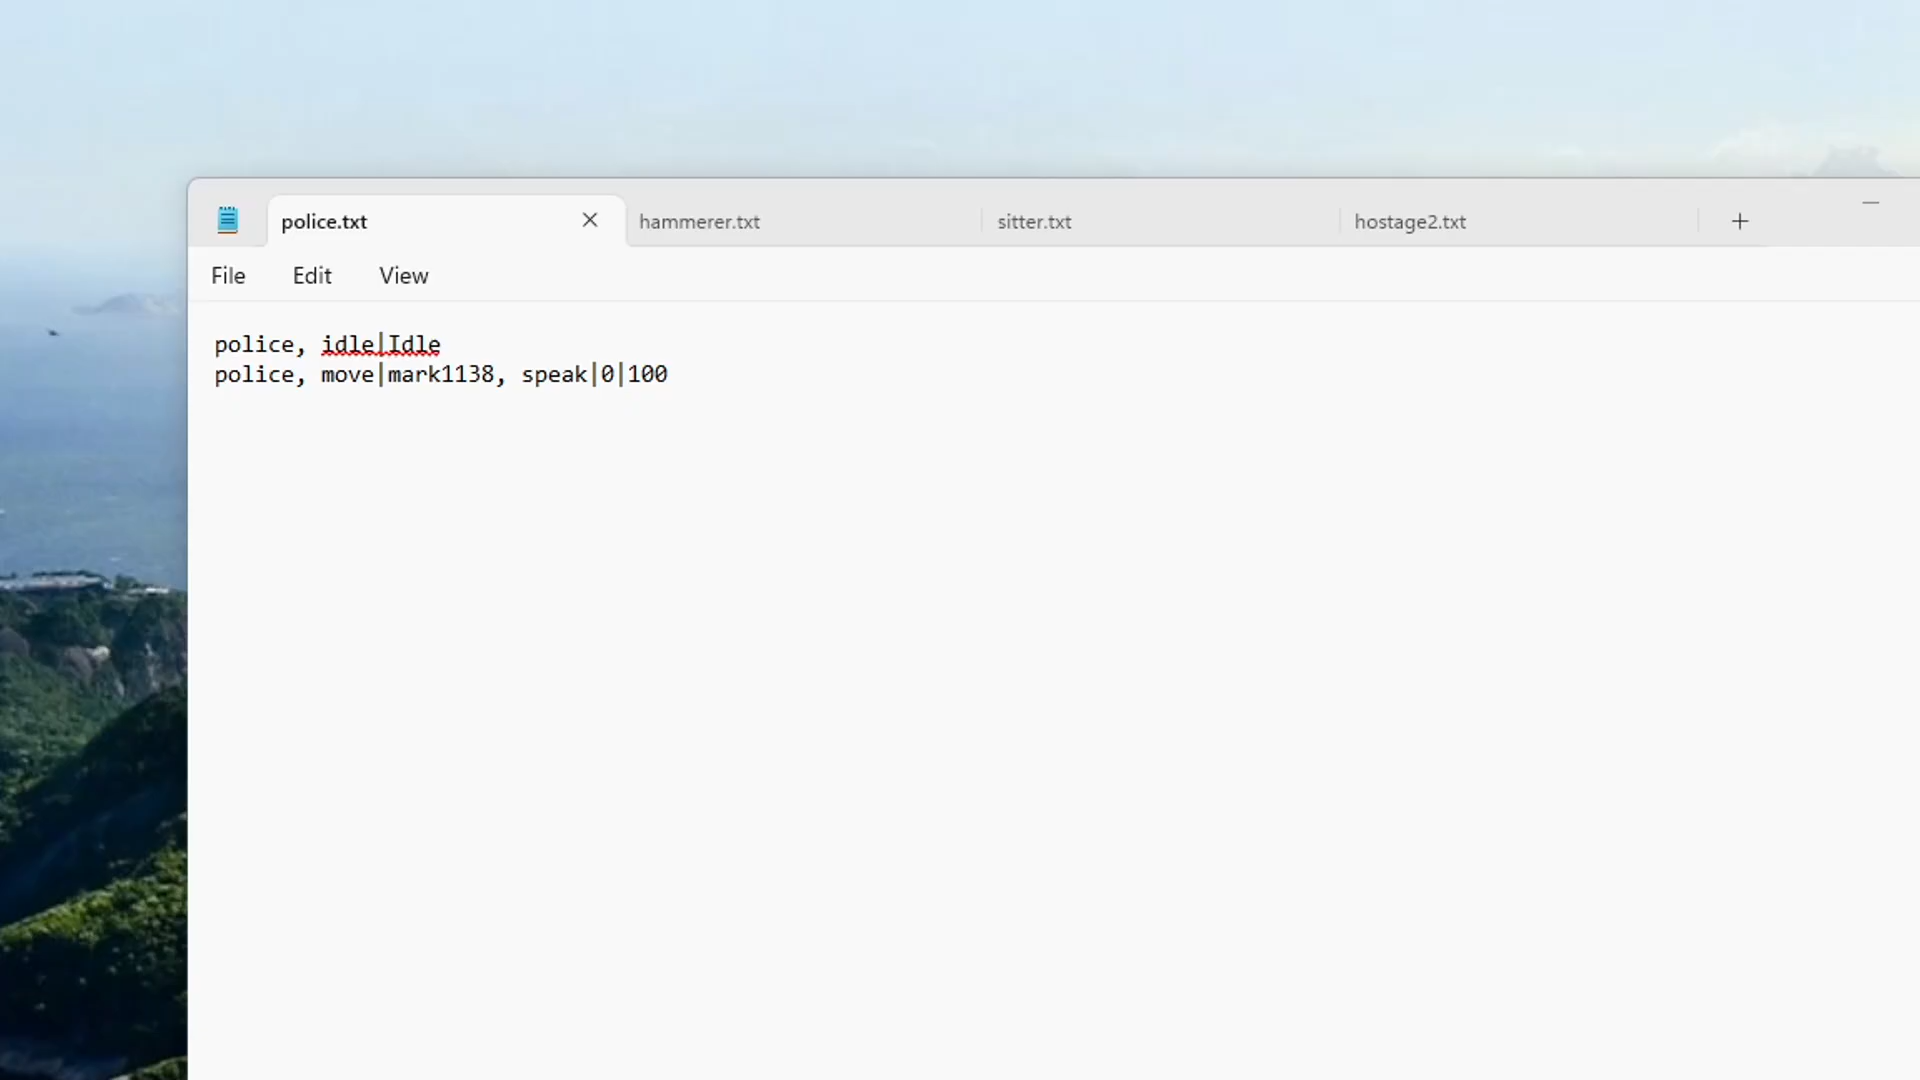 police.txt
hammerer.txt
sitter.txt
hostage2.txt
File Edit View
police, idle|Idle
police, move|mark1138, speak|0|100